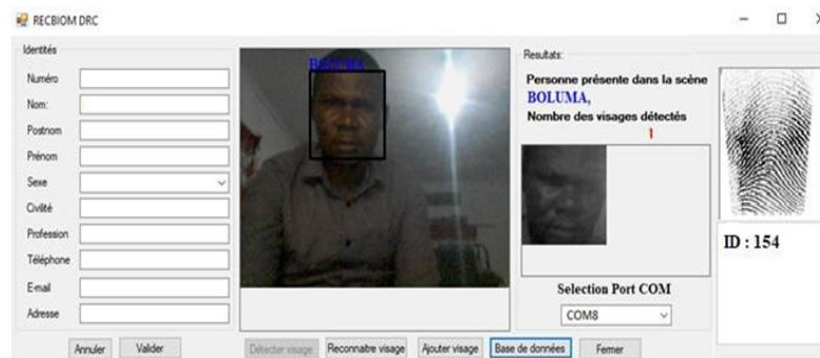 RECBIOM DRC
Identités
Numéro
Nom:
Postnom
Prénom
Sexe
Civilité
Profession
Téléphone
E-mail
Adresse
Annuler
Valider
BOLUMA
Détecter visage
Reconnaitre visage
Ajouter visage
Base de données
Fermer
Resultats:
Personne présente dans la scène
BOLUMA,
Nombre des visages détectés
1
Selection Port COM
COM8
ID : 154